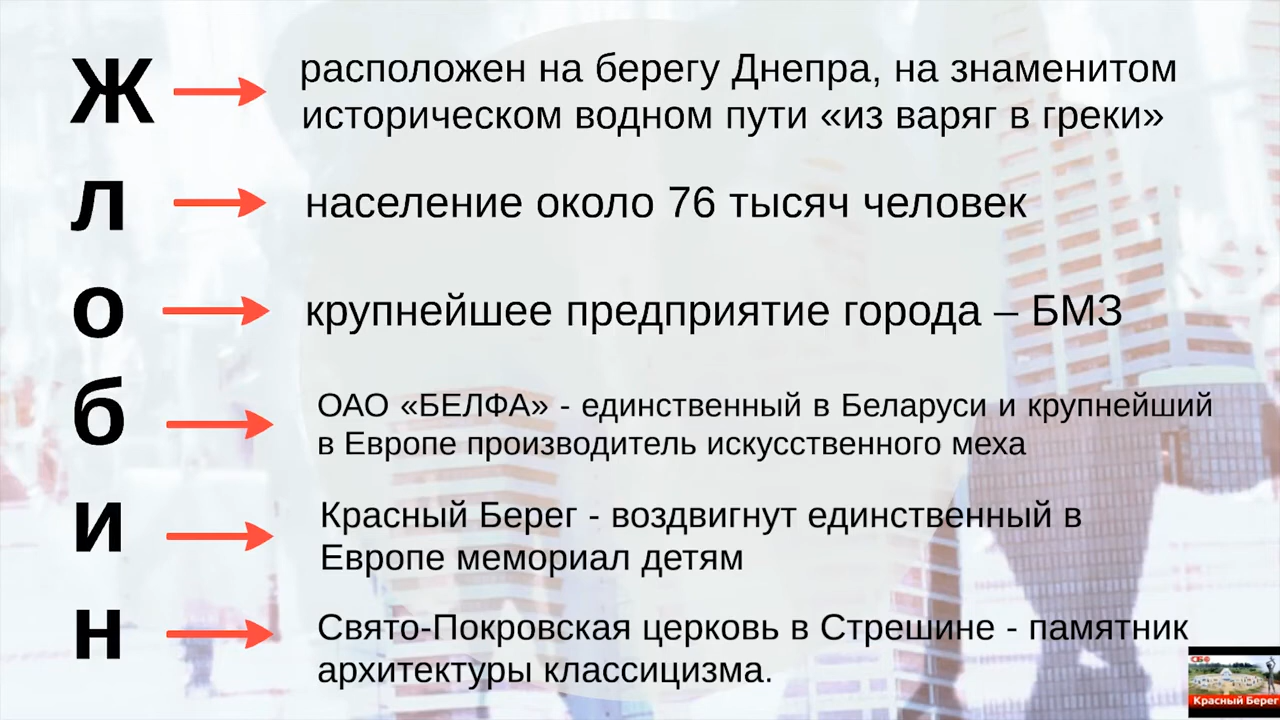 Ж
расположен на берегу Днепра, на знаменитом
историческом водном пути «из варяг в греки»
л
население около 76 тысяч человек
о
крупнейшее предприятие города – БМЗ
б
ОАО «БЕЛФА» - единственный в Беларуси и крупнейший
в Европе производитель искусственного меха
и
Красный Берег - воздвигнут единственный в
Европе мемориал детям
н
Свято-Покровская церковь в Стрешине - памятник
архитектуры классицизма.
СБ
Красный Берег